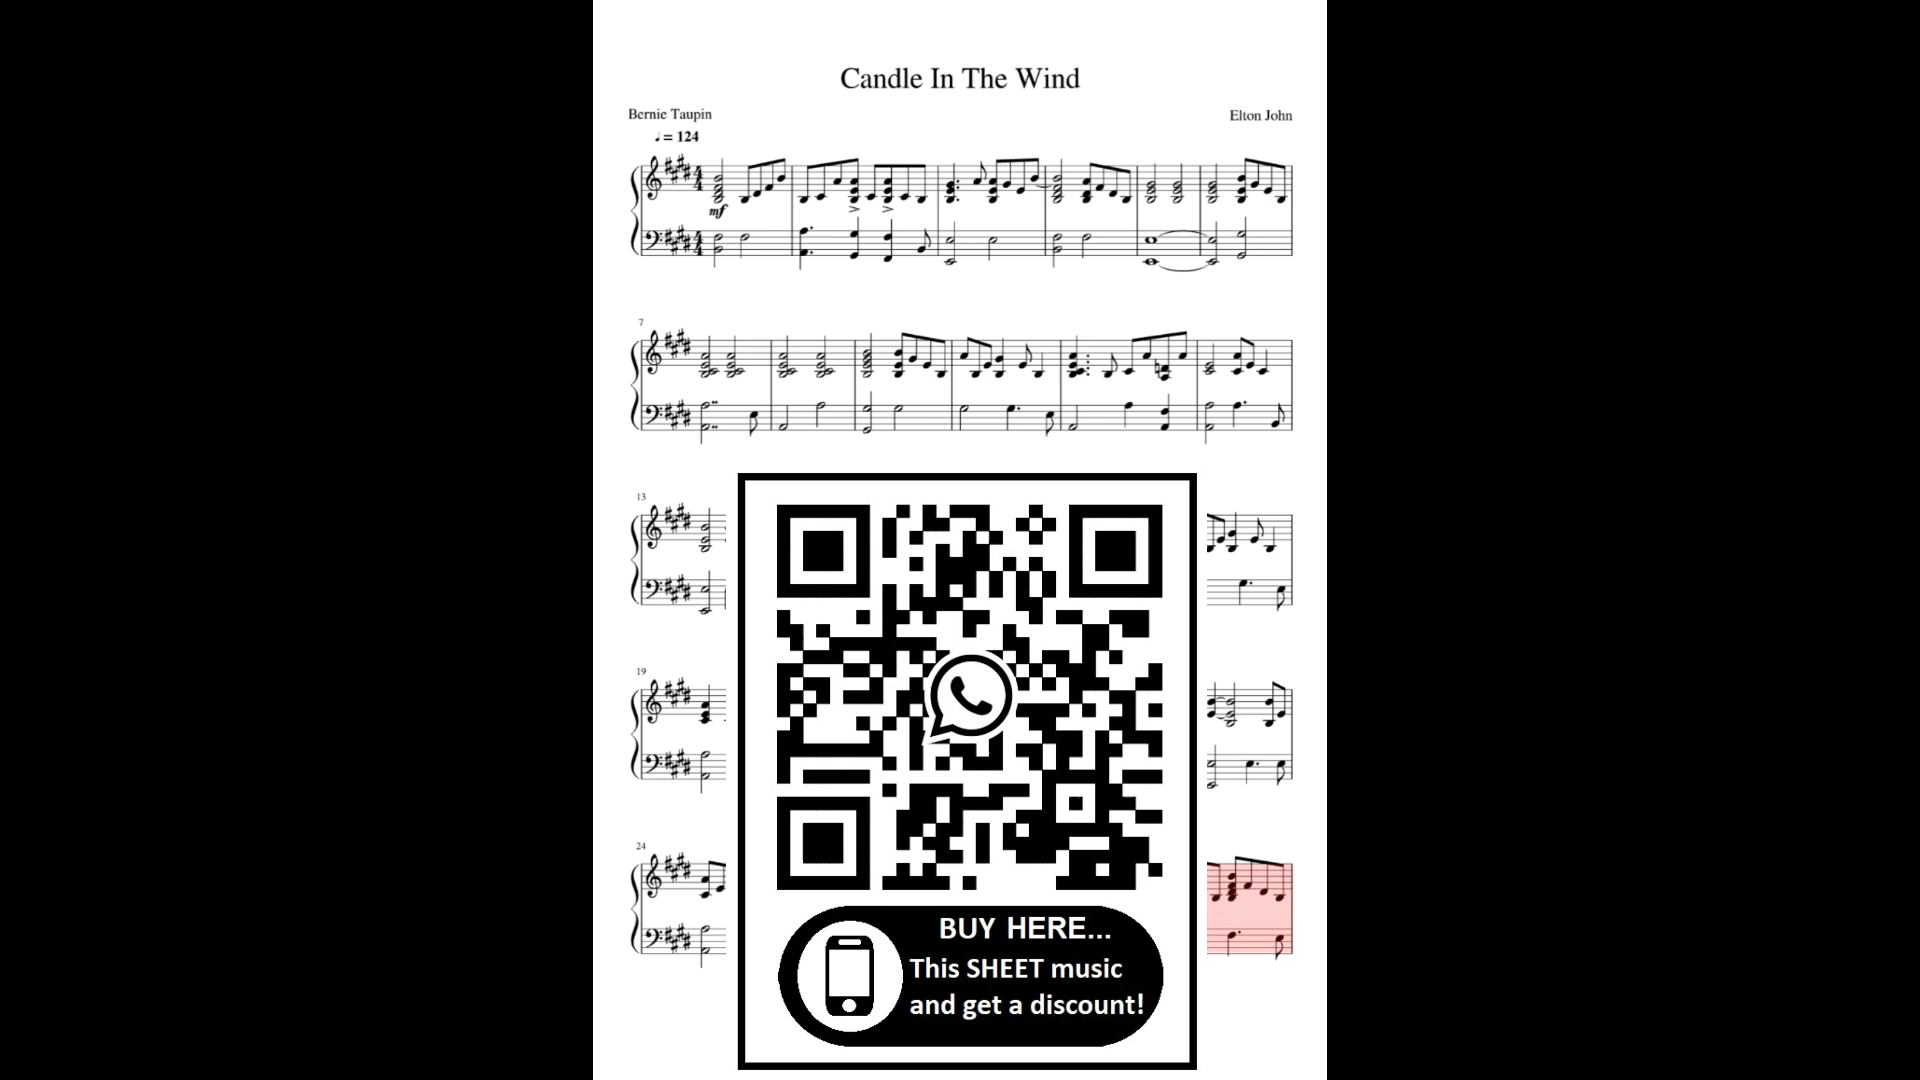 Candle In The Wind
Bernie Taupin
Elton John
♩ = 124
mf
7
13
19
24
BUY HERE...
This SHEET music
and get a discount!